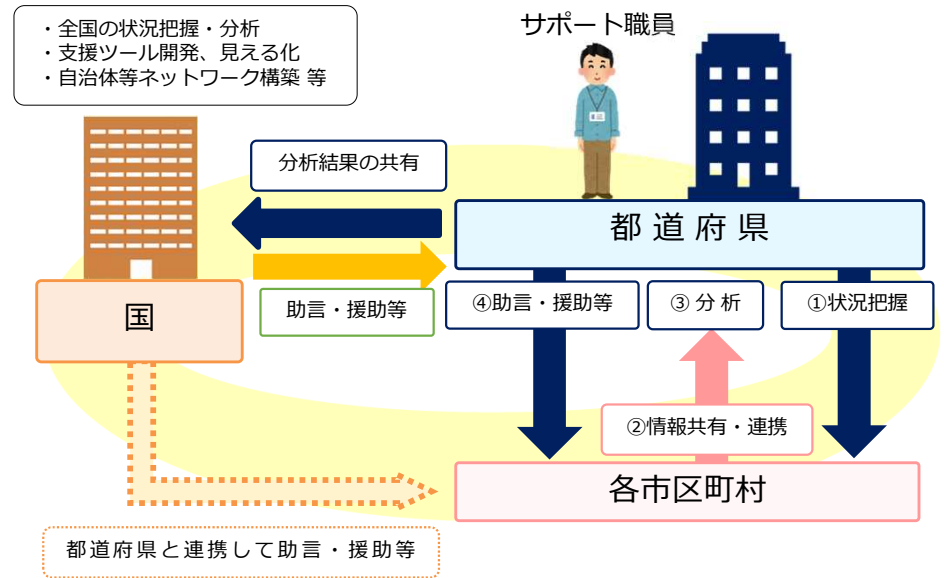 ・全国の状況把握・分析
・支援ツール開発、見える化
・自治体等ネットワーク構築 等
サポート職員
分析結果の共有
都道府県
国
助言・援助等
④助言・援助等
③分析
①状況把握
②情報共有・連携
各市区町村
都道府県と連携して助言・援助等